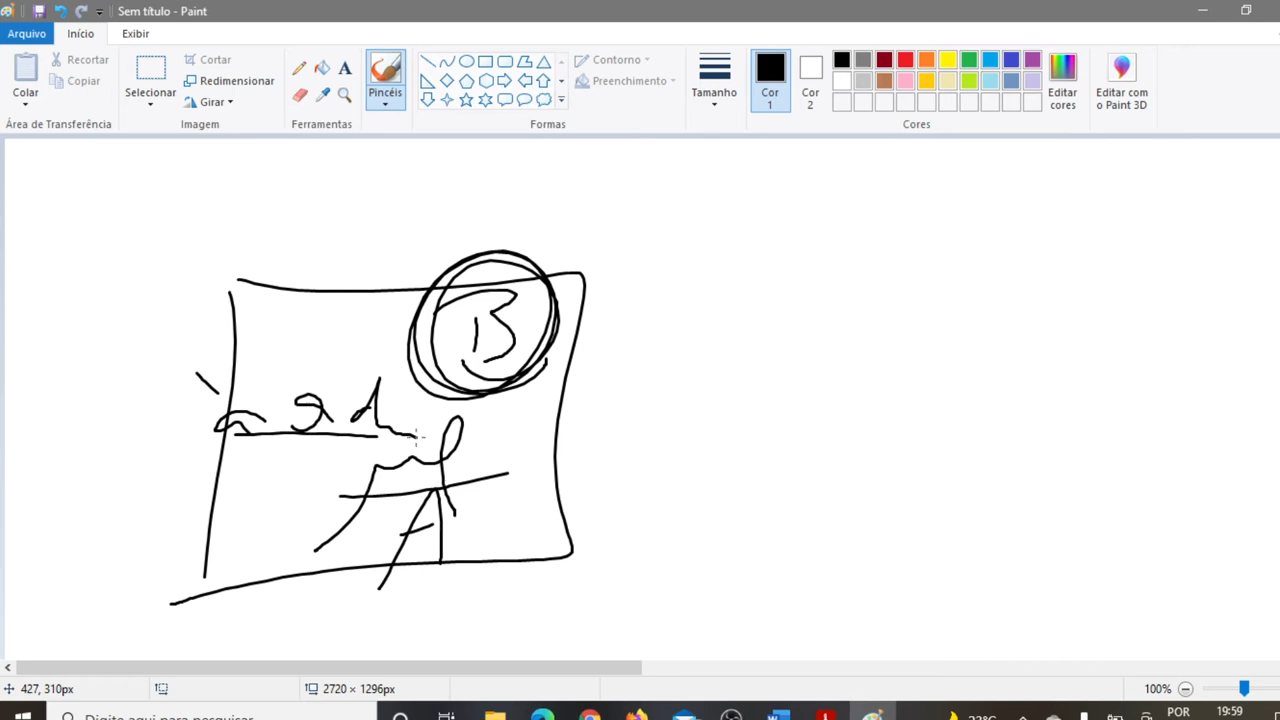 Sem título - Paint
Arquivo Início Exibir
Colar
Recortar
Copiar
Área de Transferência
Selecionar
Cortar
Redimensionar
Girar
Imagem
Ferramentas
Pincéis
Contorno
Preenchimento
Formas
Tamanho
Cor 1
Cor 2
Editar cores
Editar com o Paint 3D
Cores
B
427, 310px 2720 × 1296px 100%
Digite aqui para pesquisar POR 19:59